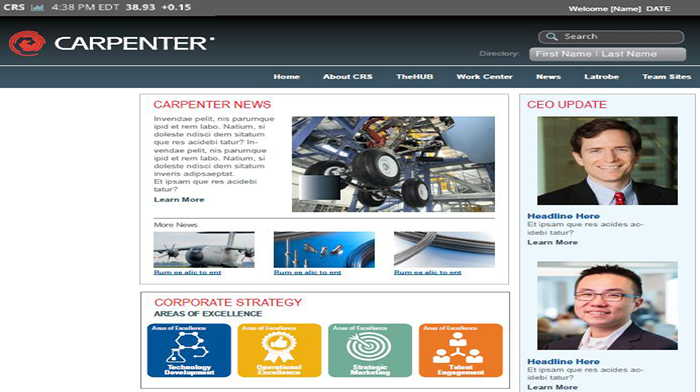 CRS 4:38 PM EDT 38.93 +0.15
Welcome [Name] DATE
CARPENTER
Search
Directory: First Name | Last Name
Home About CRS TheHUB Work Center News Latrobe Team Sites
CARPENTER NEWS
Invendae pelit, nis parumque
ipid et rem labo. Natium, si
doleste ndisci dem sitatum
que res acidebi tatur? In-
vendae pelit, nis parumque
ipid et rem labo. Natium, si
doleste ndisci dem sitatum
inveris adipsaeptat.
Et ipsam que res acidebi
tatur?
Learn More
More News
Rum es alic to ent
Rum es alic to ent
Rum es alic to ent
CORPORATE STRATEGY
AREAS OF EXCELLENCE
Area of Excellence
Technology
Development
Area of Excellence
Operational
Excellence
Area of Excellence
Strategic
Marketing
Area of Excellence
Talent
Engagement
CEO UPDATE
Headline Here
Et ipsam que res acides ac-
idebi tatur?
Learn More
Headline Here
Et ipsam que res acides ac-
idebi tatur?
Learn More